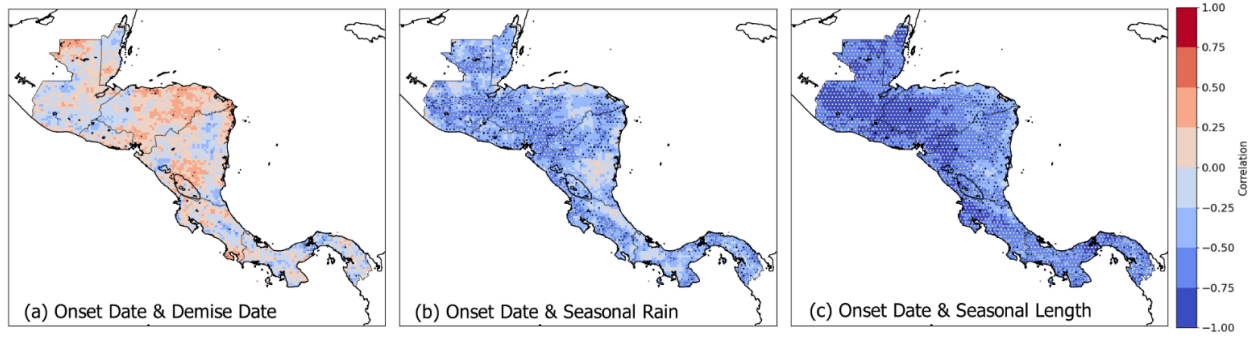 (a) Onset Date & Demise Date
(b) Onset Date & Seasonal Rain
(c) Onset Date & Seasonal Length
1.00
0.75
0.50
0.25
0.00
−0.25
−0.50
−0.75
−1.00
Correlation